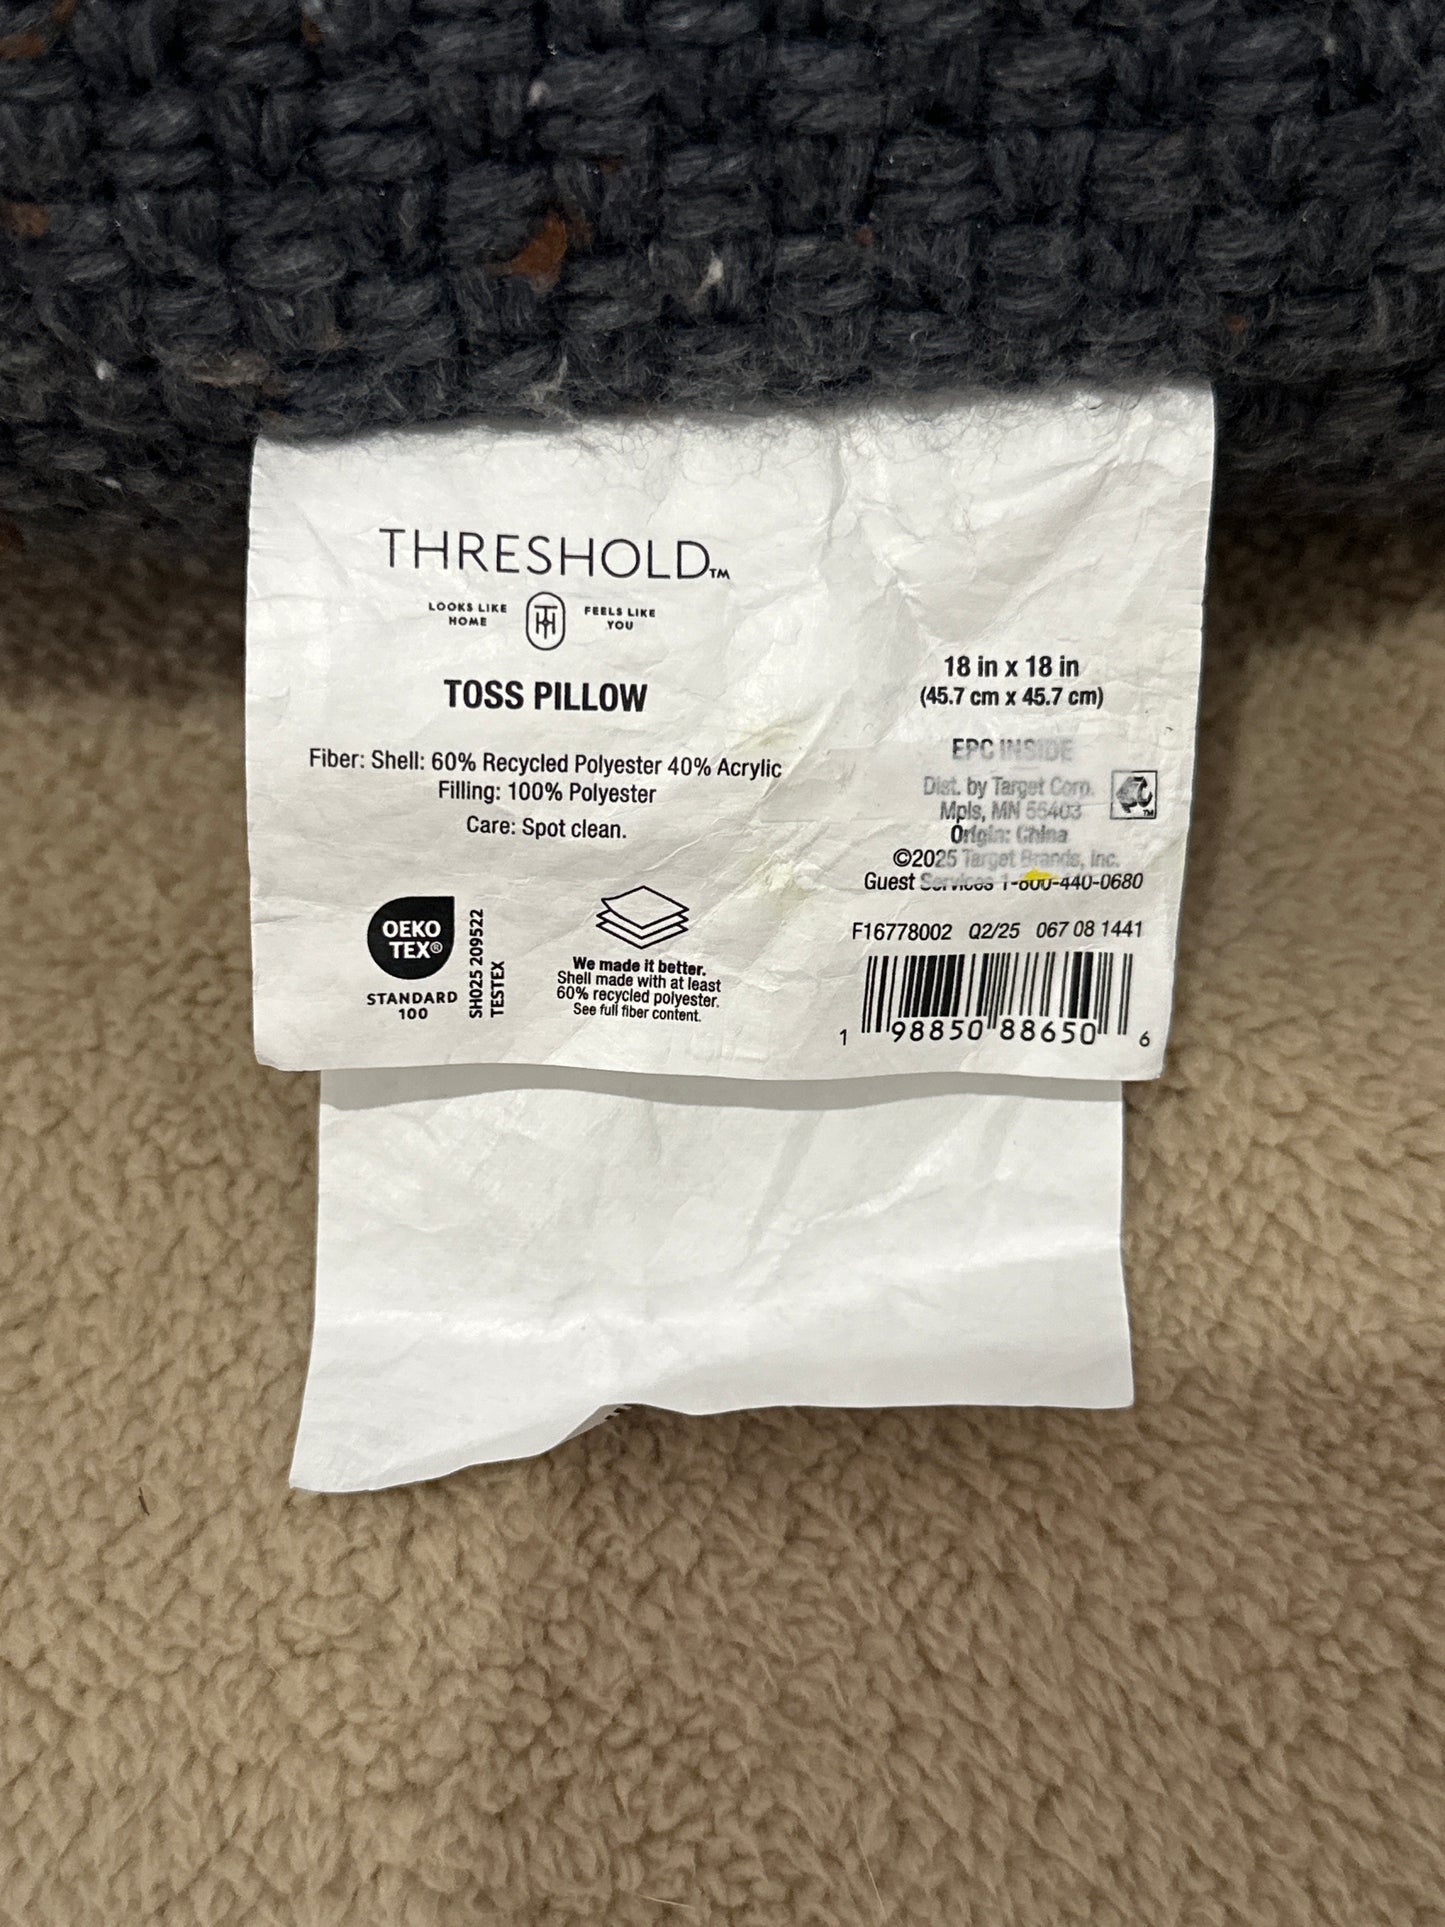 THRESHOLD™
LOOKS LIKE
HOME
TH
FEELS LIKE
YOU
TOSS PILLOW
Fiber: Shell: 60% Recycled Polyester 40% Acrylic
Filling: 100% Polyester
Care: Spot clean.
OEKO
TEX®
STANDARD
100
SH025 209522
TESTEX
We made it better.
Shell made with at least
60% recycled polyester.
See full fiber content.
18 in x 18 in
(45.7 cm x 45.7 cm)
EPC INSIDE
Dist. by Target Corp.
Mpls, MN 55403
Origin: China
©2025 Target Brands, Inc.
Guest Services 1-800-440-0680
TM
F16778002 Q2/25 067 08 1441
1 98850 88650 6